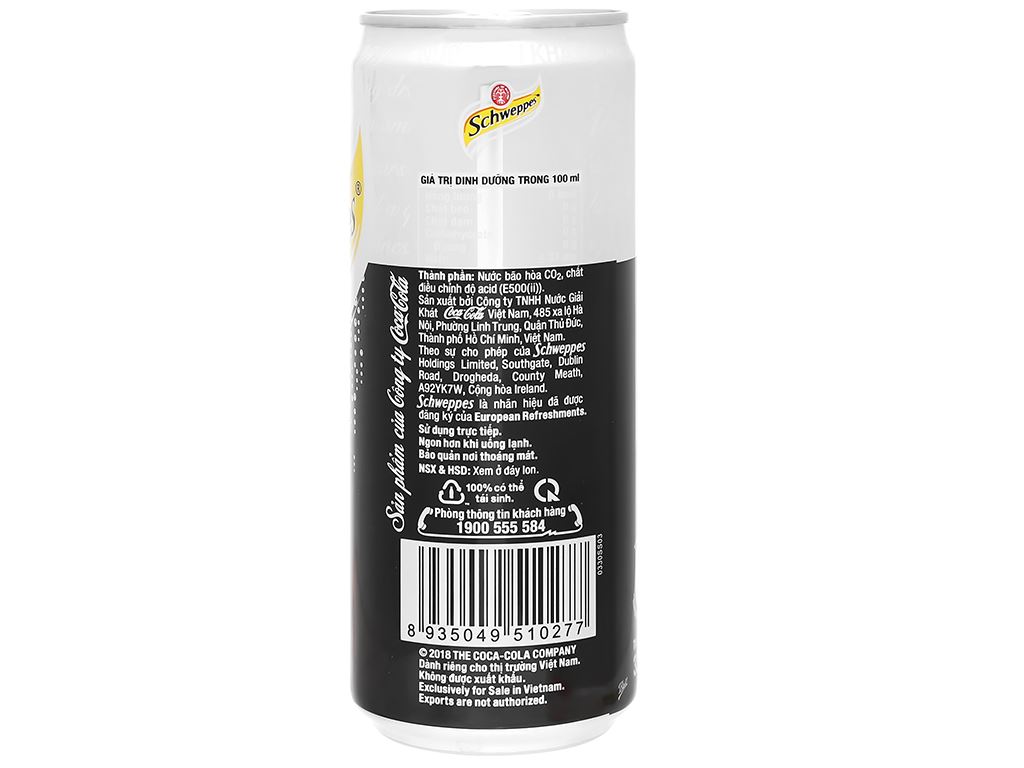 Schweppes
GIÁ TRỊ DINH DƯỠNG TRONG 100 ml
Thành phần: Nước bão hòa CO₂, chất
điều chỉnh độ acid (E500(ii)).
Sản xuất bởi Công ty TNHH Nước Giải
Khát Coca-Cola Việt Nam, 485 xa lộ Hà
Nội, Phường Linh Trung, Quận Thủ Đức,
Thành phố Hồ Chí Minh, Việt Nam.
Theo sự cho phép của Schweppes
Holdings Limited, Southgate, Dublin
Road, Drogheda, County Meath,
A92YK7W, Cộng hòa Ireland.
Schweppes là nhãn hiệu đã được
đăng ký của European Refreshments.
Sử dụng trực tiếp.
Ngon hơn khi uống lạnh.
Bảo quản nơi thoáng mát.
NSX & HSD: Xem ở đáy lon.
100% có thể
tái sinh.
Phòng thông tin khách hàng
1900 555 584
Sản phẩm của Công ty Coca-Cola
0330SS03
8 935049 510277
© 2018 THE COCA-COLA COMPANY
Dành riêng cho thị trường Việt Nam.
Không được xuất khẩu.
Exclusively for Sale in Vietnam.
Exports are not authorized.